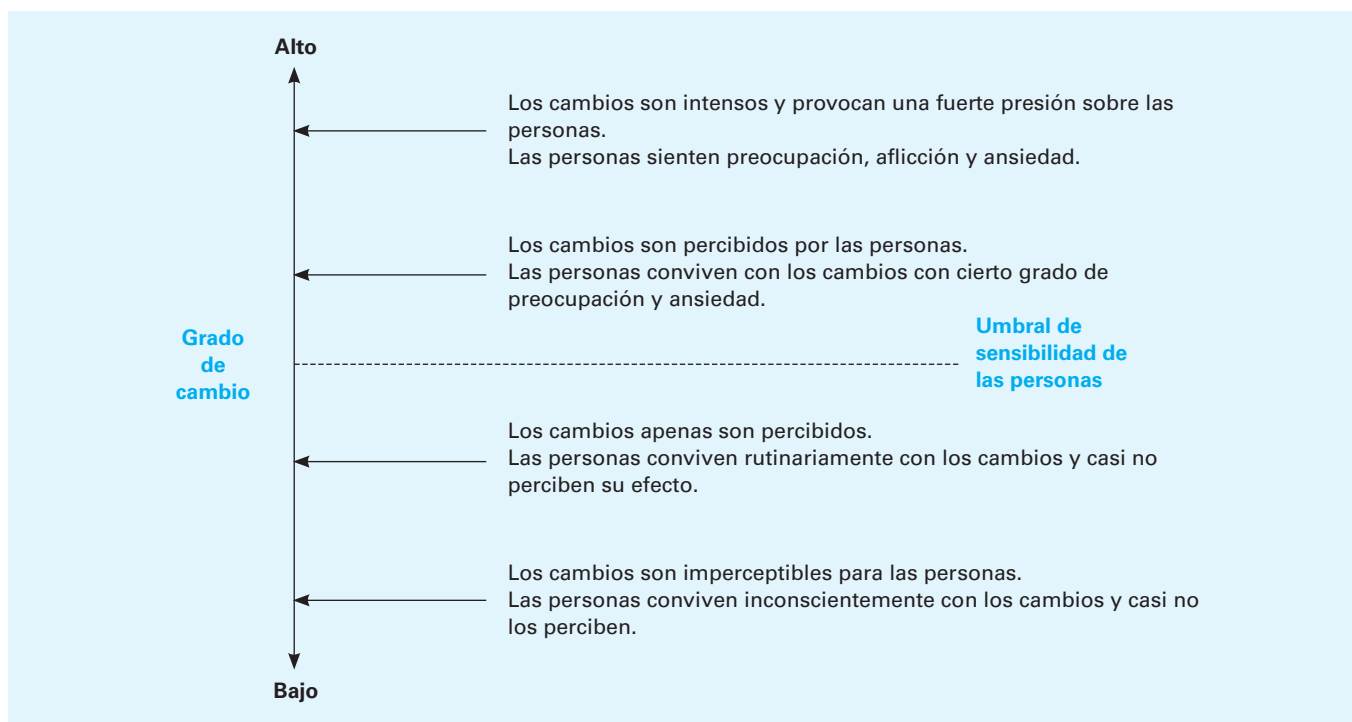 Alto
Los cambios son intensos y provocan una fuerte presión sobre las
personas.
Las personas sienten preocupación, aflicción y ansiedad.
Los cambios son percibidos por las personas.
Las personas conviven con los cambios con cierto grado de
preocupación y ansiedad.
Grado
de
cambio
Umbral de
sensibilidad de
las personas
Los cambios apenas son percibidos.
Las personas conviven rutinariamente con los cambios y casi no
perciben su efecto.
Los cambios son imperceptibles para las personas.
Las personas conviven inconscientemente con los cambios y casi no
los perciben.
Bajo